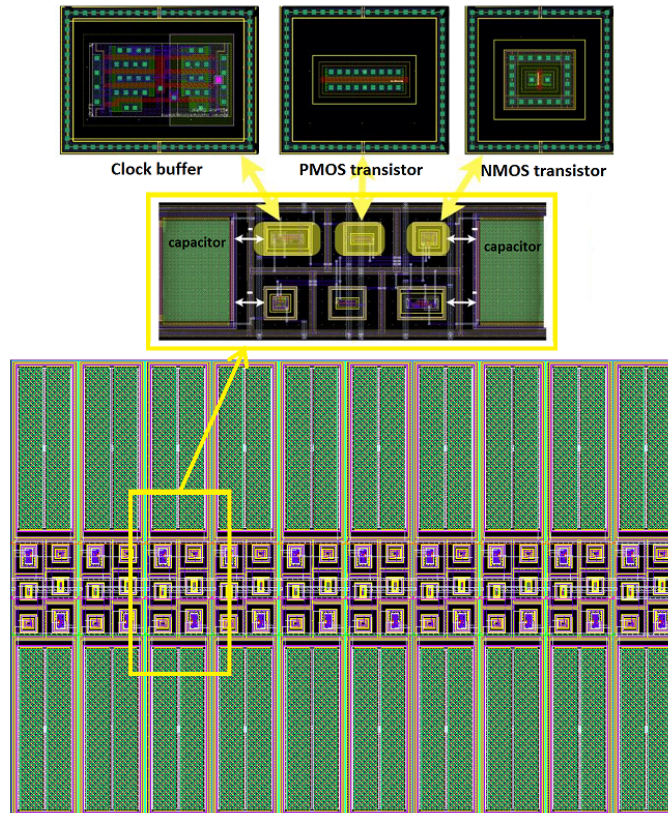 Clock buffer
PMOS transistor
NMOS transistor
capacitor
capacitor